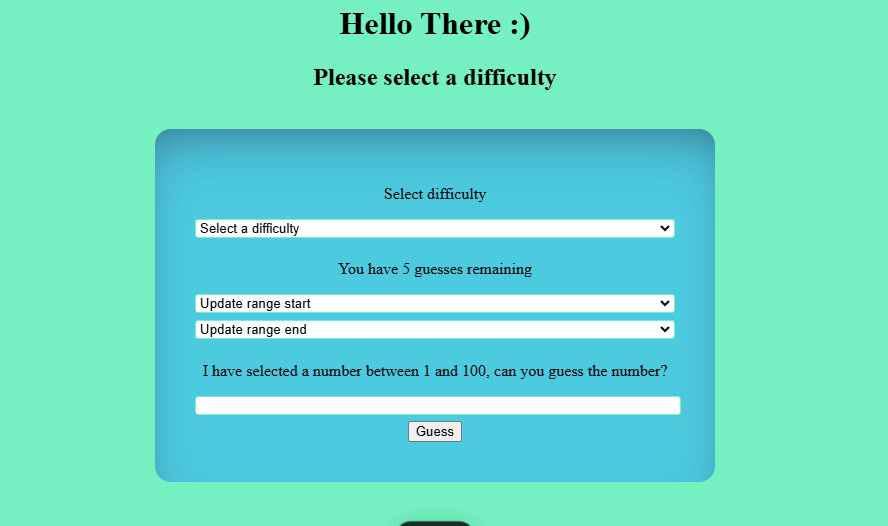 Hello There :)
Please select a difficulty
Select difficulty
Select a difficulty
You have 5 guesses remaining
Update range start
Update range end
I have selected a number between 1 and 100, can you guess the number?
Guess